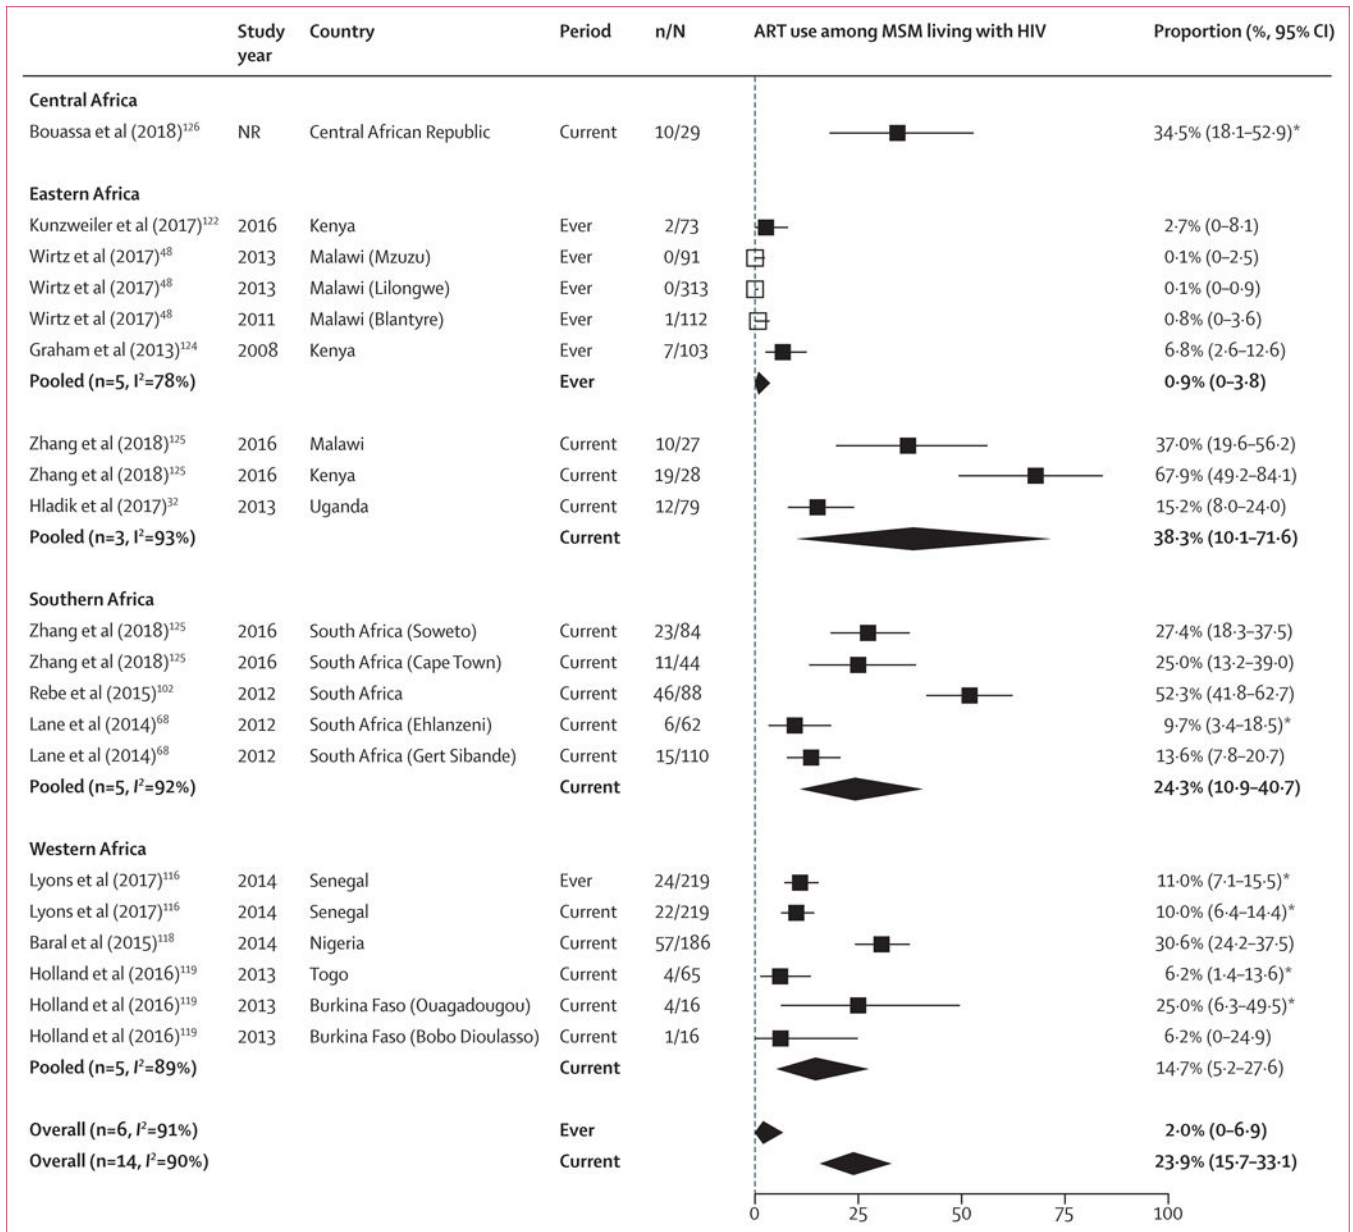 Study year Country Period n/N ART use among MSM living with HIV Proportion (%, 95% CI)
Central Africa
Bouassa et al (2018)¹²⁶ NR Central African Republic Current 10/29 34·5% (18·1–52·9)*
Eastern Africa
Kunzweiler et al (2017)¹²² 2016 Kenya Ever 2/73 2·7% (0–8·1)
Wirtz et al (2017)⁴⁸ 2013 Malawi (Mzuzu) Ever 0/91 0·1% (0–2·5)
Wirtz et al (2017)⁴⁸ 2013 Malawi (Lilongwe) Ever 0/313 0·1% (0–0·9)
Wirtz et al (2017)⁴⁸ 2011 Malawi (Blantyre) Ever 1/112 0·8% (0–3·6)
Graham et al (2013)¹²⁴ 2008 Kenya Ever 7/103 6·8% (2·6–12·6)
Pooled (n=5, I²=78%) Ever 0·9% (0–3·8)
Zhang et al (2018)¹²⁵ 2016 Malawi Current 10/27 37·0% (19·6–56·2)
Zhang et al (2018)¹²⁵ 2016 Kenya Current 19/28 67·9% (49·2–84·1)
Hladik et al (2017)³² 2013 Uganda Current 12/79 15·2% (8·0–24·0)
Pooled (n=3, I²=93%) Current 38·3% (10·1–71·6)
Southern Africa
Zhang et al (2018)¹²⁵ 2016 South Africa (Soweto) Current 23/84 27·4% (18·3–37·5)
Zhang et al (2018)¹²⁵ 2016 South Africa (Cape Town) Current 11/44 25·0% (13·2–39·0)
Rebe et al (2015)¹⁰² 2012 South Africa Current 46/88 52·3% (41·8–62·7)
Lane et al (2014)⁶⁸ 2012 South Africa (Ehlanzeni) Current 6/62 9·7% (3·4–18·5)*
Lane et al (2014)⁶⁸ 2012 South Africa (Gert Sibande) Current 15/110 13·6% (7·8–20·7)
Pooled (n=5, I²=92%) Current 24·3% (10·9–40·7)
Western Africa
Lyons et al (2017)¹¹⁶ 2014 Senegal Ever 24/219 11·0% (7·1–15·5)*
Lyons et al (2017)¹¹⁶ 2014 Senegal Current 22/219 10·0% (6·4–14·4)*
Baral et al (2015)¹¹⁸ 2014 Nigeria Current 57/186 30·6% (24·2–37·5)
Holland et al (2016)¹¹⁹ 2013 Togo Current 4/65 6·2% (1·4–13·6)*
Holland et al (2016)¹¹⁹ 2013 Burkina Faso (Ouagadougou) Current 4/16 25·0% (6·3–49·5)*
Holland et al (2016)¹¹⁹ 2013 Burkina Faso (Bobo Dioulasso) Current 1/16 6·2% (0–24·9)
Pooled (n=5, I²=89%) Current 14·7% (5·2–27·6)
Overall (n=6, I²=91%) Ever 2·0% (0–6·9)
Overall (n=14, I²=90%) Current 23·9% (15·7–33·1)
0 25 50 75 100